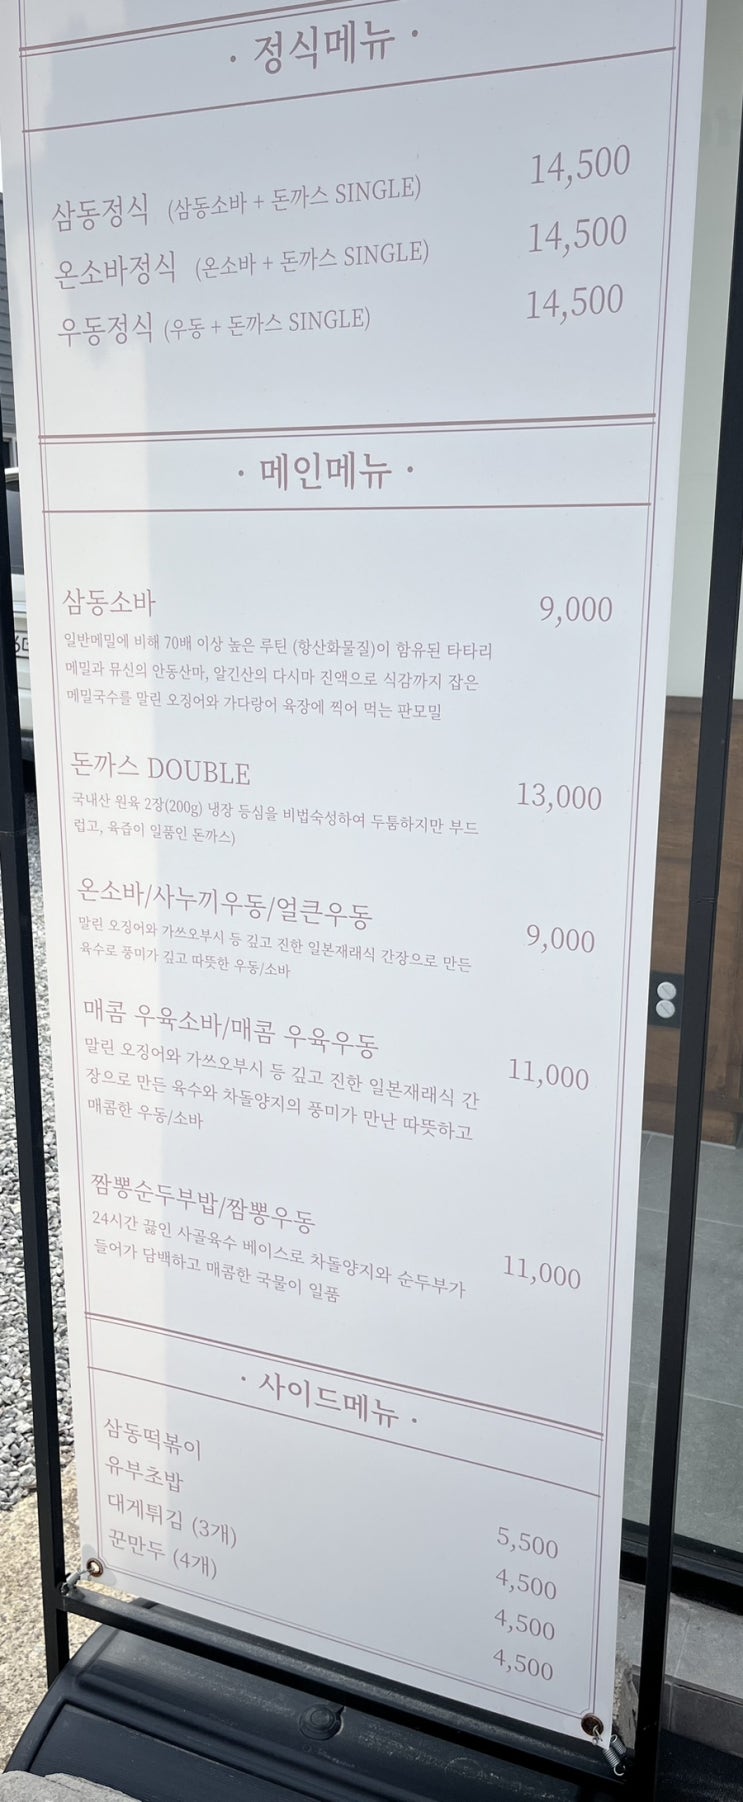 · 정식메뉴 ·
삼동정식 (삼동소바 + 돈까스 SINGLE) 14,500
온소바정식 (온소바 + 돈까스 SINGLE) 14,500
우동정식 (우동 + 돈까스 SINGLE) 14,500
· 메인메뉴 ·
삼동소바 9,000
일반메밀에 비해 70배 이상 높은 루틴 (항산화물질)이 함유된 타타리
메밀과 뮤신의 안동산마, 알긴산의 다시마 진액으로 식감까지 잡은
메밀국수를 말린 오징어와 가다랑어 육장에 찍어 먹는 판모밀
돈까스 DOUBLE 13,000
국내산 원육 2장(200g) 냉장 등심을 비법숙성하여 두툼하지만 부드
럽고, 육즙이 일품인 돈까스)
온소바/사누끼우동/얼큰우동 9,000
말린 오징어와 가쓰오부시 등 깊고 진한 일본재래식 간장으로 만든
육수로 풍미가 깊고 따뜻한 우동/소바
매콤 우육소바/매콤 우육우동 11,000
말린 오징어와 가쓰오부시 등 깊고 진한 일본재래식 간
장으로 만든 육수와 차돌양지의 풍미가 만난 따뜻하고
매콤한 우동/소바
짬뽕순두부밥/짬뽕우동 11,000
24시간 끓인 사골육수 베이스로 차돌양지와 순두부가
들어가 담백하고 매콤한 국물이 일품
· 사이드메뉴 ·
삼동떡볶이 5,500
유부초밥 4,500
대게튀김 (3개) 4,500
꾼만두 (4개) 4,500